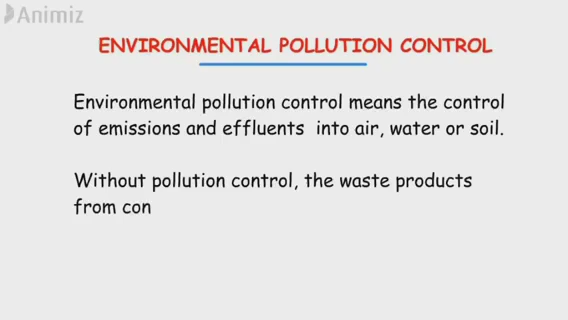 Animiz
ENVIRONMENTAL POLLUTION CONTROL
Environmental pollution control means the control
of emissions and effluents into air, water or soil.
Without pollution control, the waste products
from con